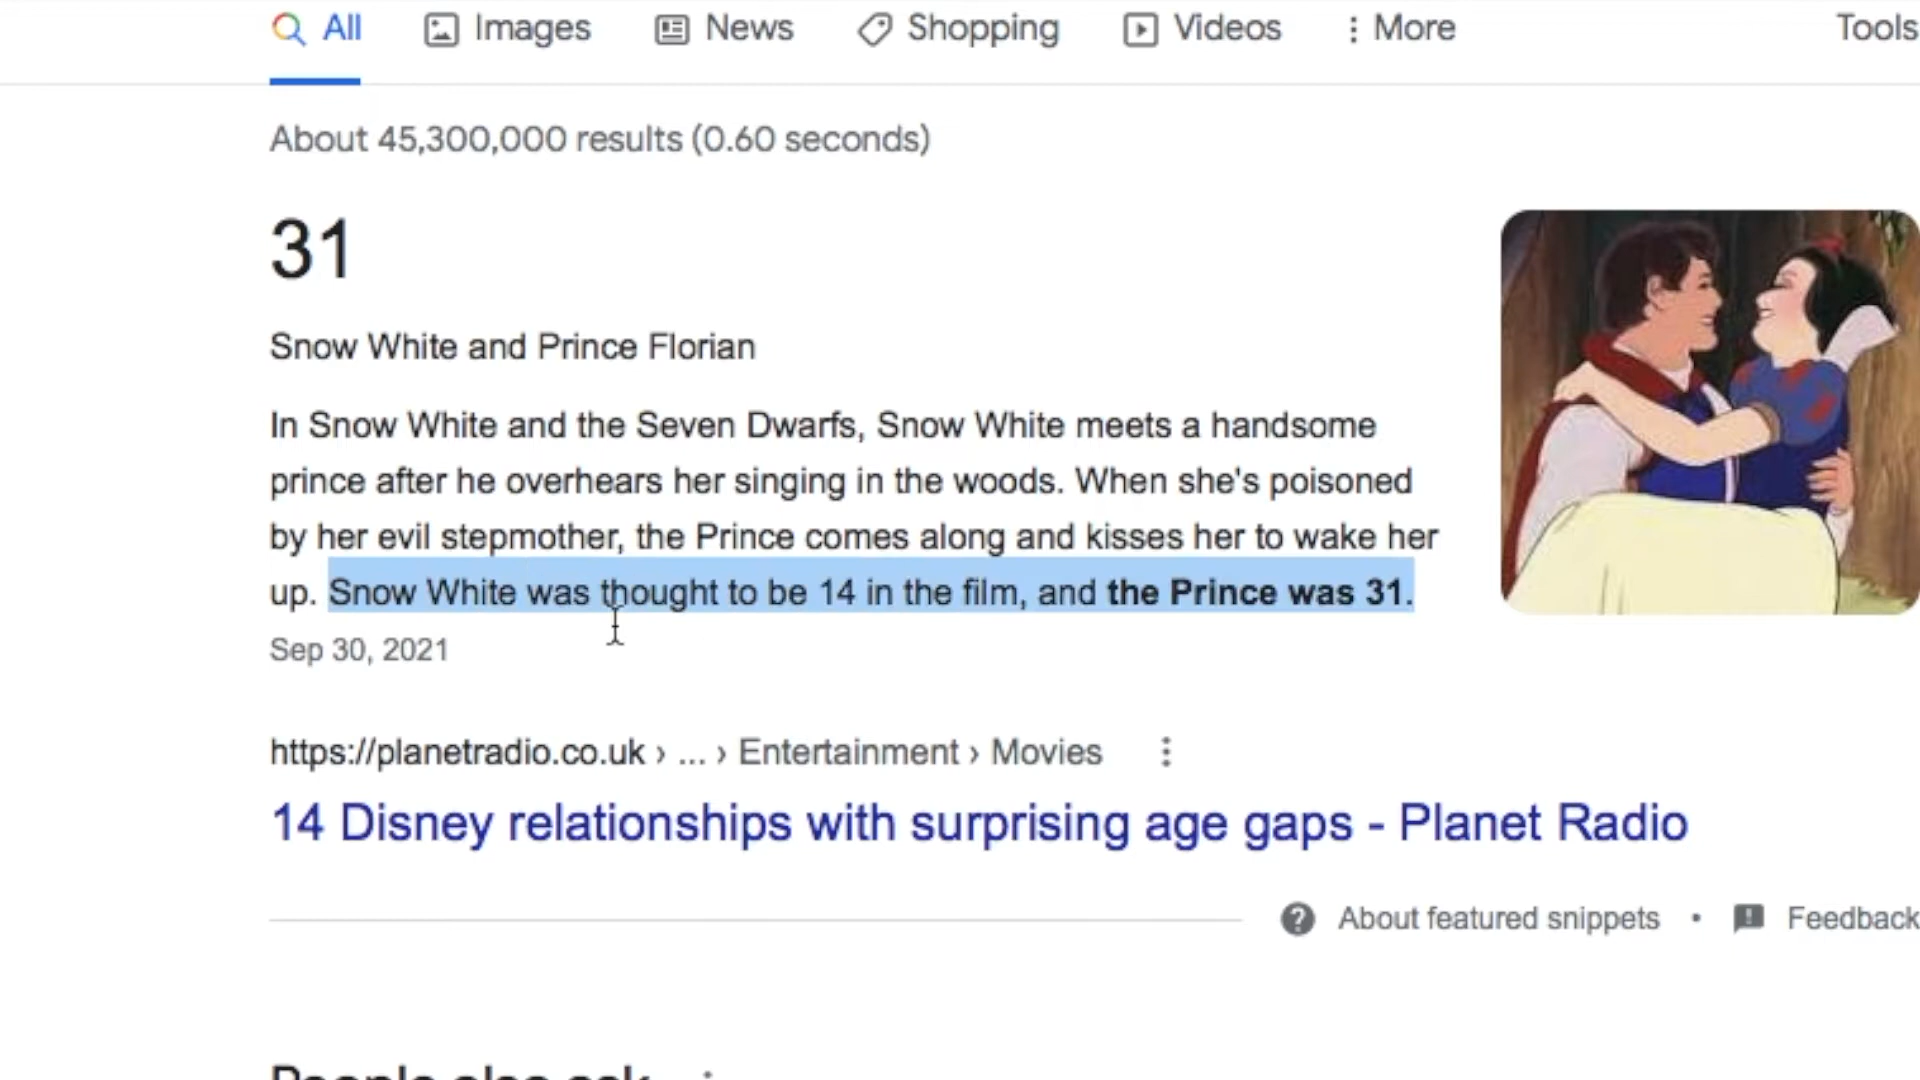 All Images News Shopping Videos More Tools
About 45,300,000 results (0.60 seconds)
31
Snow White and Prince Florian
In Snow White and the Seven Dwarfs, Snow White meets a handsome
prince after he overhears her singing in the woods. When she's poisoned
by her evil stepmother, the Prince comes along and kisses her to wake her
up. Snow White was thought to be 14 in the film, and the Prince was 31.
Sep 30, 2021
https://planetradio.co.uk › ... › Entertainment › Movies
14 Disney relationships with surprising age gaps - Planet Radio
About featured snippets • Feedback
People also ask